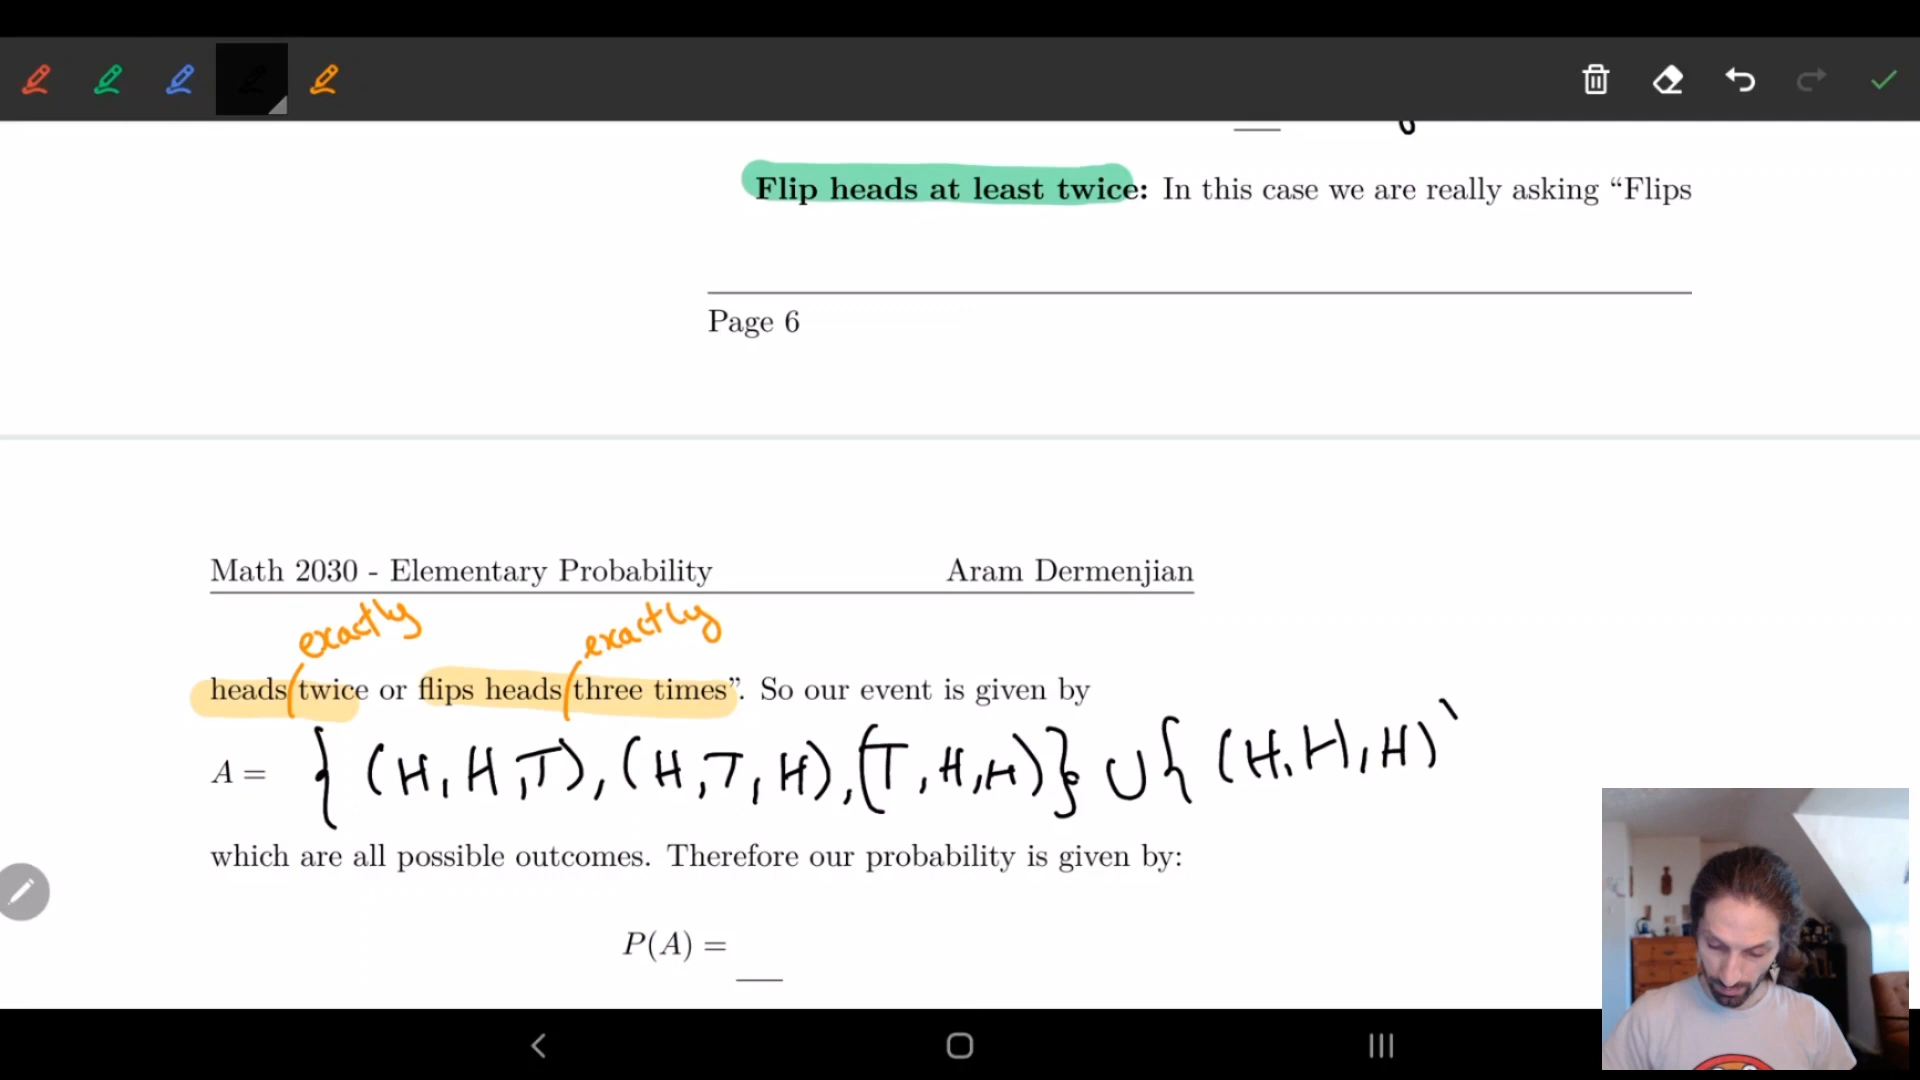 Flip heads at least twice: In this case we are really asking “Flips
Page 6
Math 2030 - Elementary Probability Aram Dermenjian
exactly exactly
heads twice or flips heads three times”. So our event is given by
A = { (H, H, T), (H, T, H), (T, H, H)} ∪ { (H, H, H)
which are all possible outcomes. Therefore our probability is given by:
P(A) =